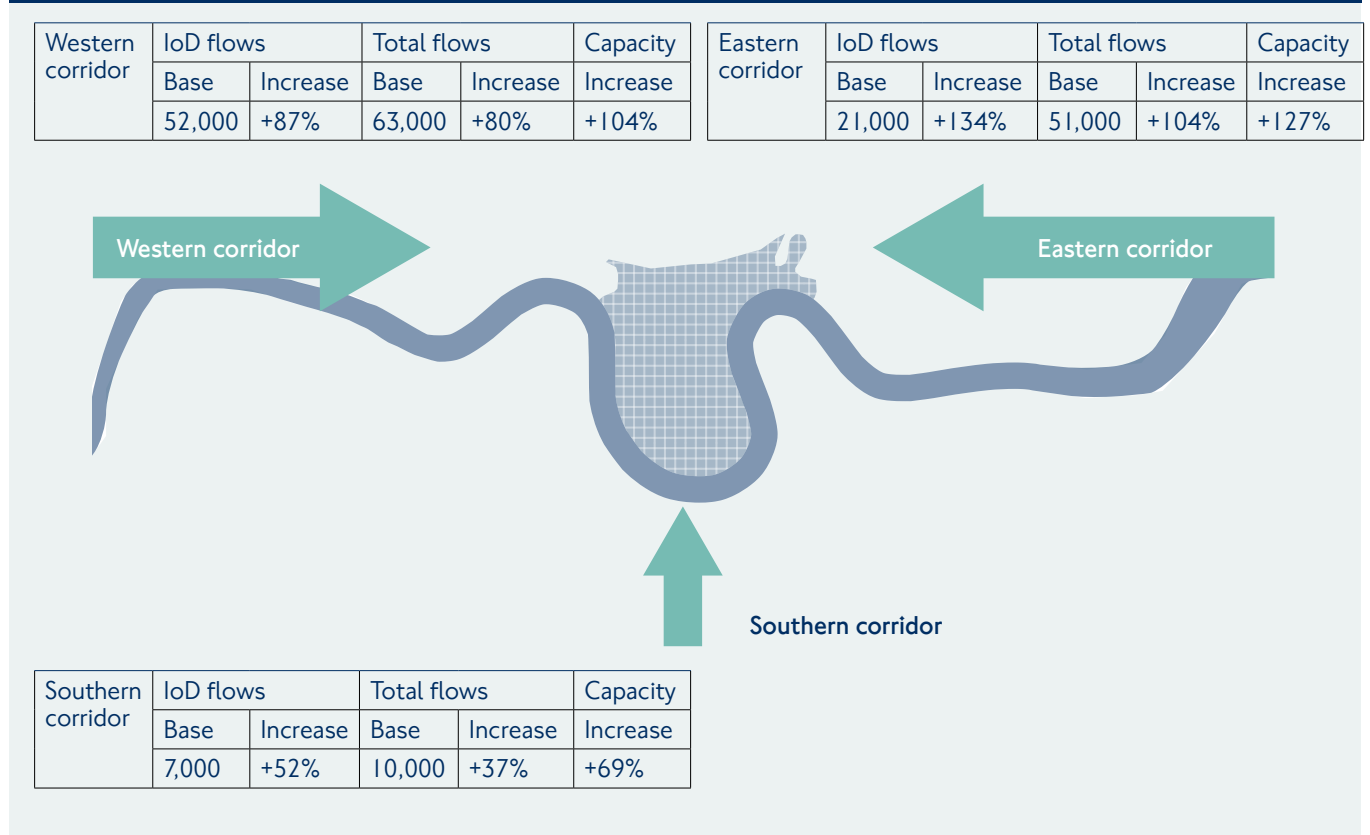 Western corridor IoD flows Total flows Capacity
Base Increase Base Increase Increase
52,000 +87% 63,000 +80% +104%
Eastern corridor IoD flows Total flows Capacity
Base Increase Base Increase Increase
21,000 +134% 51,000 +104% +127%
Western corridor
Eastern corridor
Southern corridor
Southern corridor IoD flows Total flows Capacity
Base Increase Base Increase Increase
7,000 +52% 10,000 +37% +69%